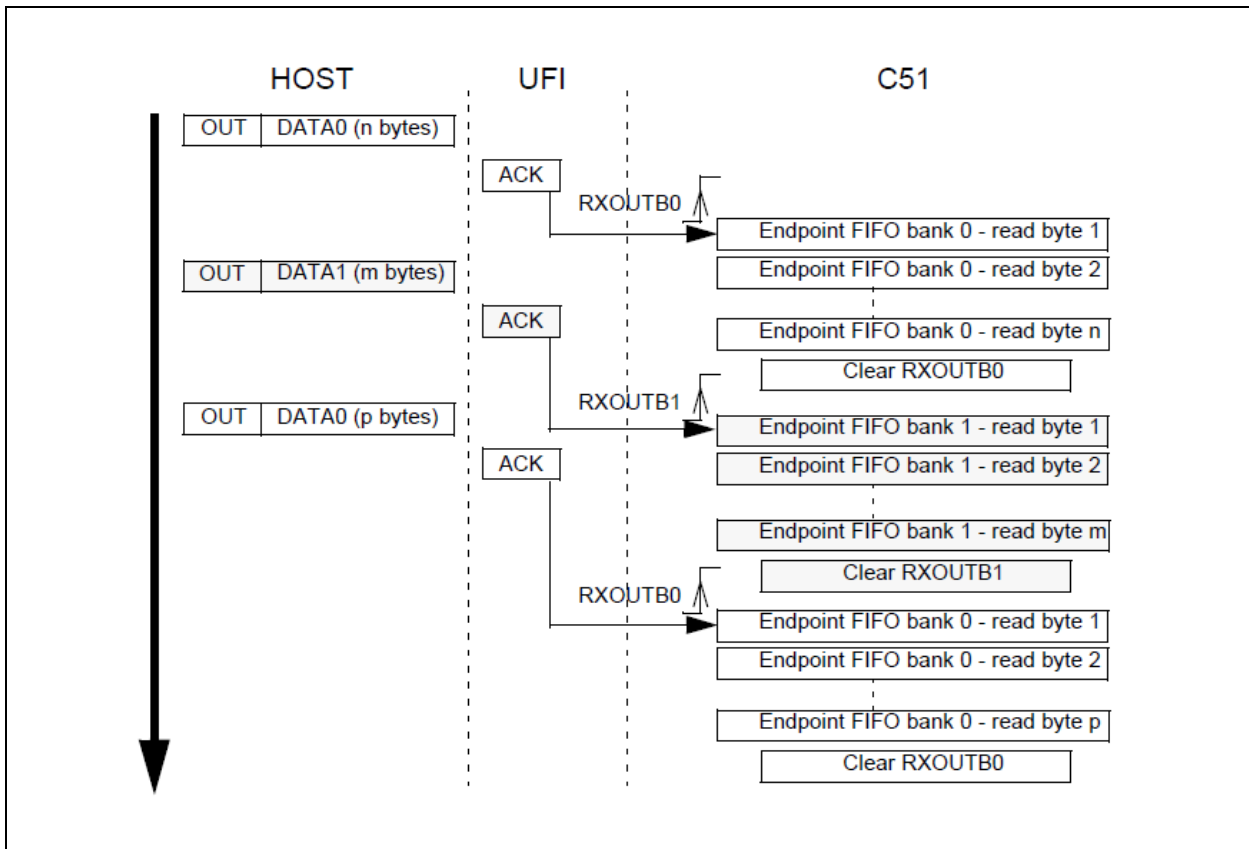 HOST UFI C51
OUT DATA0 (n bytes)
ACK
RXOUTB0
Endpoint FIFO bank 0 - read byte 1
OUT DATA1 (m bytes)
Endpoint FIFO bank 0 - read byte 2
ACK
Endpoint FIFO bank 0 - read byte n
Clear RXOUTB0
RXOUTB1
OUT DATA0 (p bytes)
Endpoint FIFO bank 1 - read byte 1
ACK
Endpoint FIFO bank 1 - read byte 2
Endpoint FIFO bank 1 - read byte m
Clear RXOUTB1
RXOUTB0
Endpoint FIFO bank 0 - read byte 1
Endpoint FIFO bank 0 - read byte 2
Endpoint FIFO bank 0 - read byte p
Clear RXOUTB0